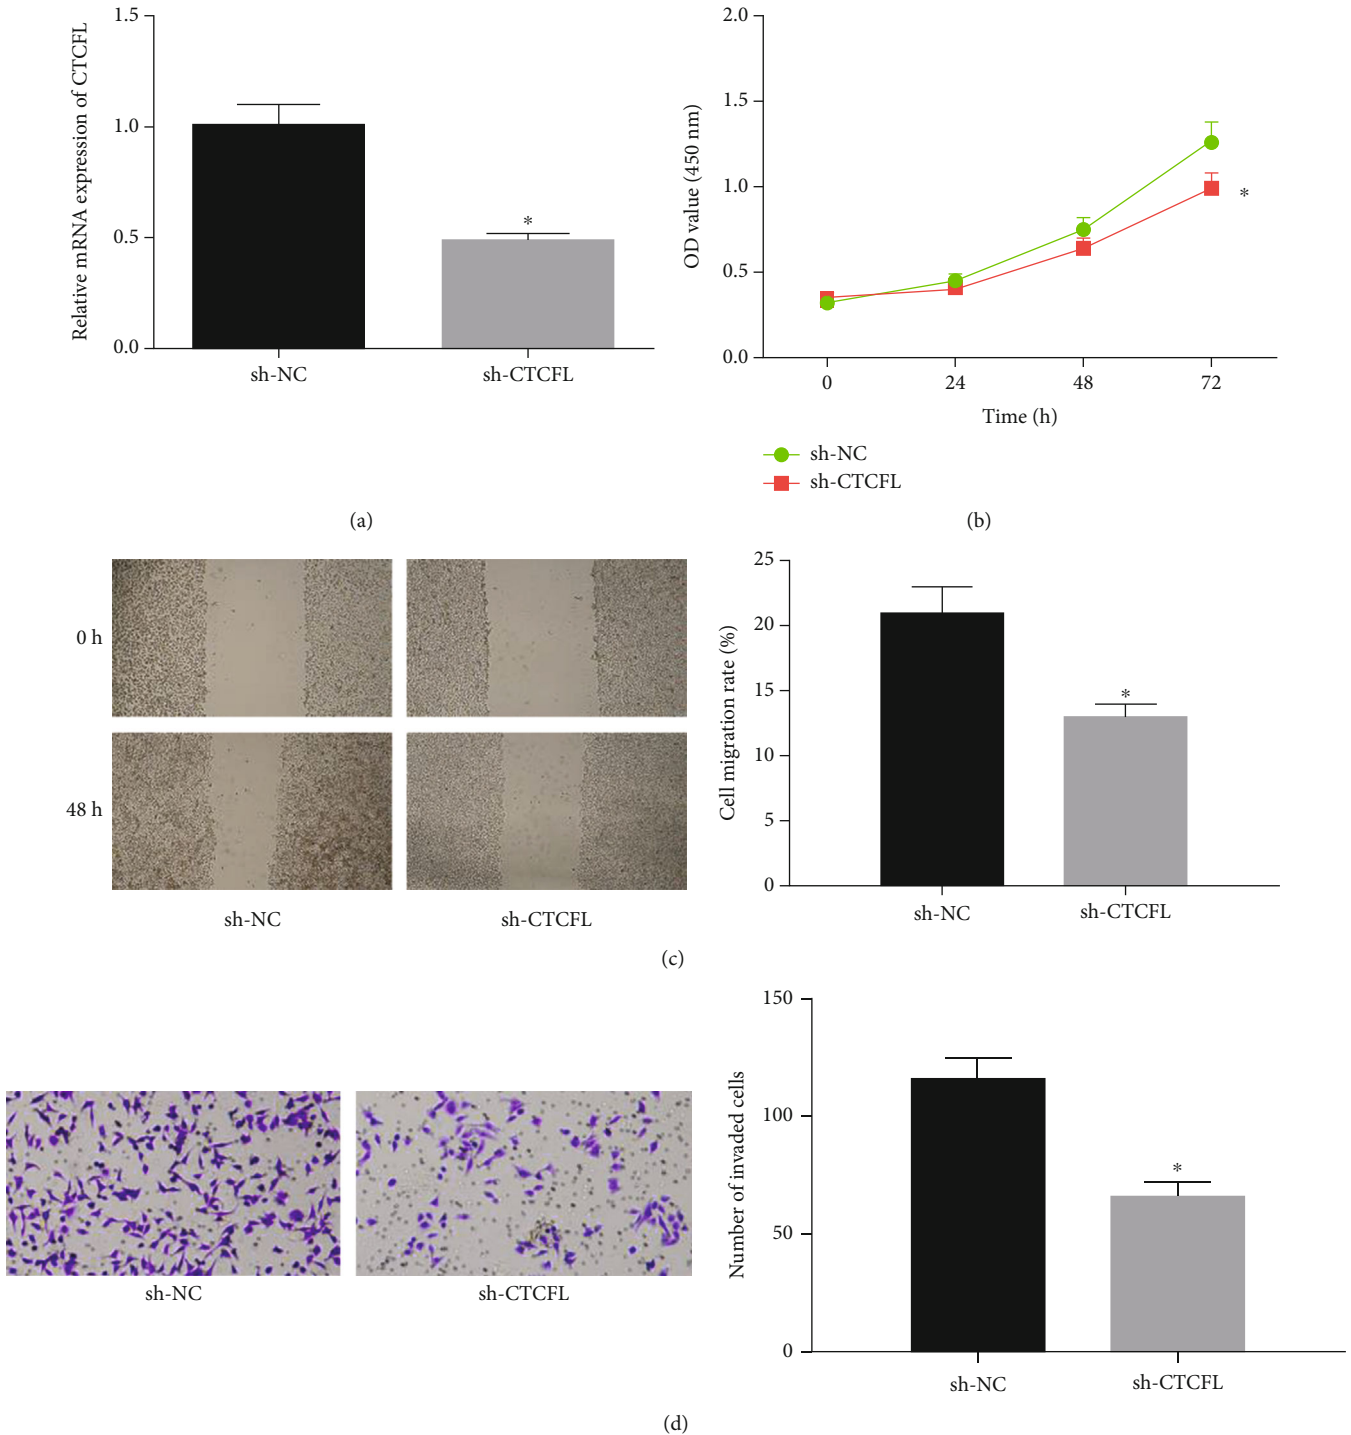 Relative mRNA expression of CTCFL
1.5
1.0
0.5
0.0
*
sh-NC
sh-CTCFL
(a)
OD value (450 nm)
2.0
1.5
1.0
0.5
0.0
*
0
24
48
72
Time (h)
sh-NC
sh-CTCFL
(b)
0 h
48 h
sh-NC
sh-CTCFL
Cell migration rate (%)
25
20
15
10
5
0
*
sh-NC
sh-CTCFL
(c)
sh-NC
sh-CTCFL
Number of invaded cells
150
100
50
0
*
sh-NC
sh-CTCFL
(d)